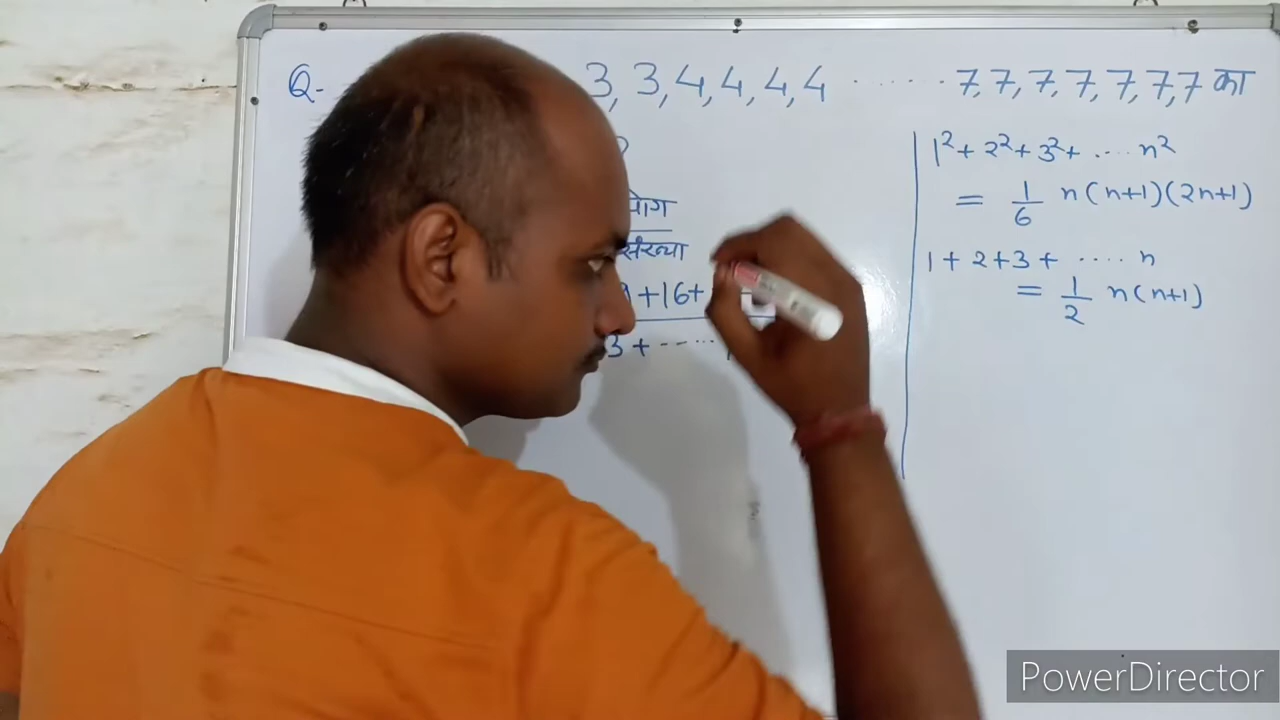 Q. 3, 3, 4, 4, 4, 4 ....... 7, 7, 7, 7, 7, 7, 7 का
योग
संख्या
+16+
3 + -----
1² + 2² + 3² + .... n²
= 1/6 n(n+1)(2n+1)
1 + 2 + 3 + .... n
= 1/2 n(n+1)
PowerDirector